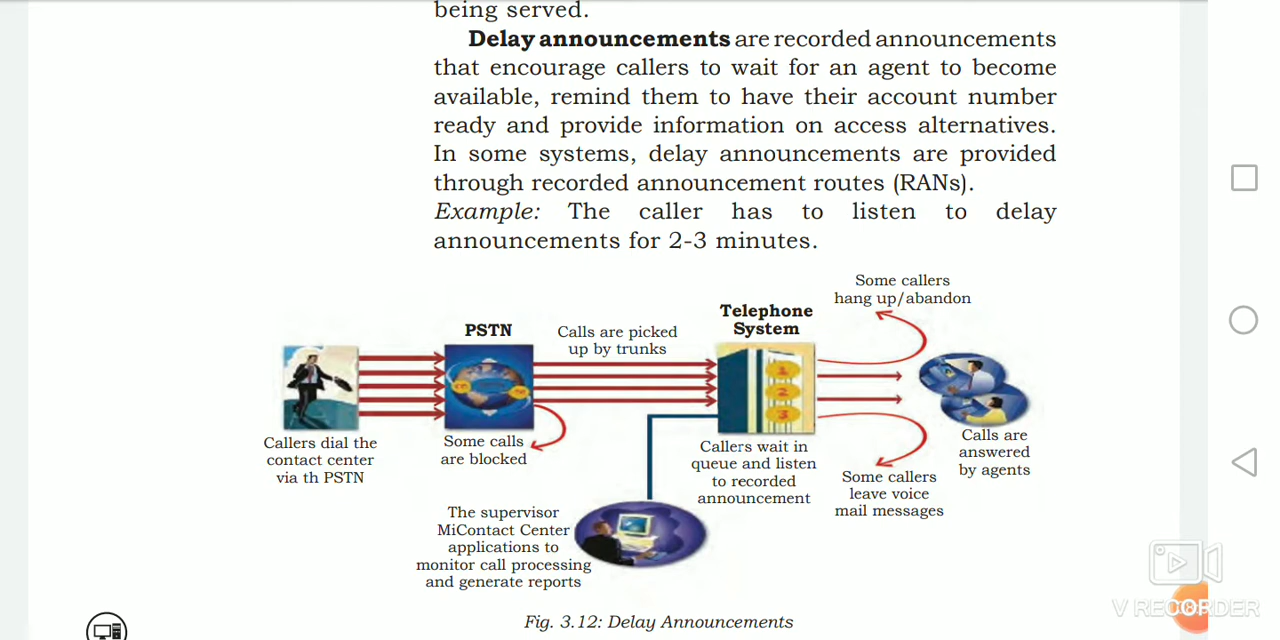 being served.
Delay announcements are recorded announcements
that encourage callers to wait for an agent to become
available, remind them to have their account number
ready and provide information on access alternatives.
In some systems, delay announcements are provided
through recorded announcement routes (RANs).
Example: The caller has to listen to delay
announcements for 2-3 minutes.
Some callers
hang up/abandon
Telephone
System
PSTN
Calls are picked
up by trunks
1
2
3
Callers dial the
contact center
via th PSTN
Some calls
are blocked
Callers wait in
queue and listen
to recorded
announcement
Calls are
answered
by agents
Some callers
leave voice
mail messages
The supervisor
MiContact Center
applications to
monitor call processing
and generate reports
Fig. 3.12: Delay Announcements
V RECORDER